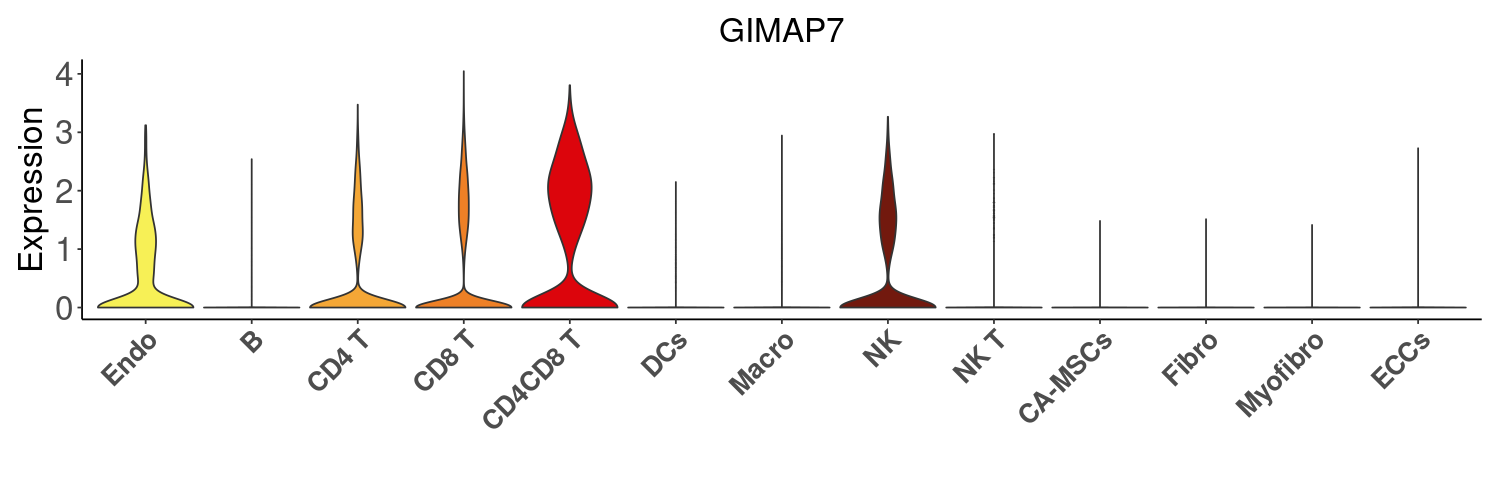 GIMAP7
Expression
4
3
2
1
0
Endo
B
CD4 T
CD8 T
CD4CD8 T
DCs
Macro
NK
NK T
CA-MSCs
Fibro
Myofibro
ECCs